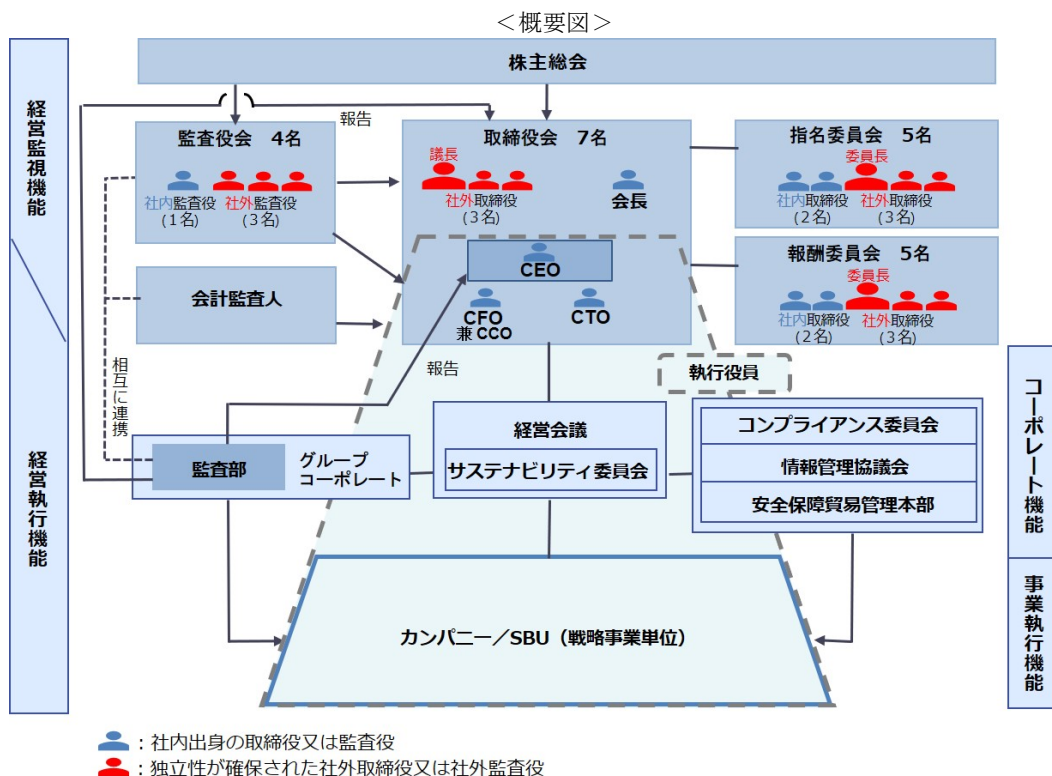 ＜概要図＞
株主総会
経営監視機能
経営執行機能
報告
監査役会　4名
社内監査役
(1名)
社外監査役
(3名)
取締役会　7名
議長
社外取締役
(3名)
会長
CEO
CFO
兼 CCO
CTO
指名委員会　5名
委員長
社内取締役
(2名)
社外取締役
(3名)
報酬委員会　5名
委員長
社内取締役
(2名)
社外取締役
(3名)
会計監査人
相互に連携
報告
執行役員
監査部
グループ
コーポレート
経営会議
サステナビリティ委員会
コンプライアンス委員会
情報管理協議会
安全保障貿易管理本部
コーポレート機能
事業執行機能
カンパニー／SBU（戦略事業単位）
：社内出身の取締役又は監査役
：独立性が確保された社外取締役又は社外監査役